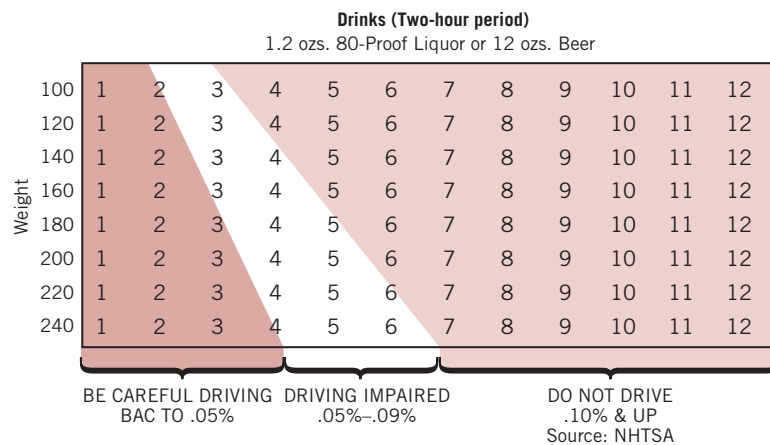 Drinks (Two-hour period)
1.2 ozs. 80-Proof Liquor or 12 ozs. Beer
Weight
100 1 2 3 4 5 6 7 8 9 10 11 12
120 1 2 3 4 5 6 7 8 9 10 11 12
140 1 2 3 4 5 6 7 8 9 10 11 12
160 1 2 3 4 5 6 7 8 9 10 11 12
180 1 2 3 4 5 6 7 8 9 10 11 12
200 1 2 3 4 5 6 7 8 9 10 11 12
220 1 2 3 4 5 6 7 8 9 10 11 12
240 1 2 3 4 5 6 7 8 9 10 11 12
BE CAREFUL DRIVING
BAC TO .05%
DRIVING IMPAIRED
.05%–.09%
DO NOT DRIVE
.10% & UP
Source: NHTSA